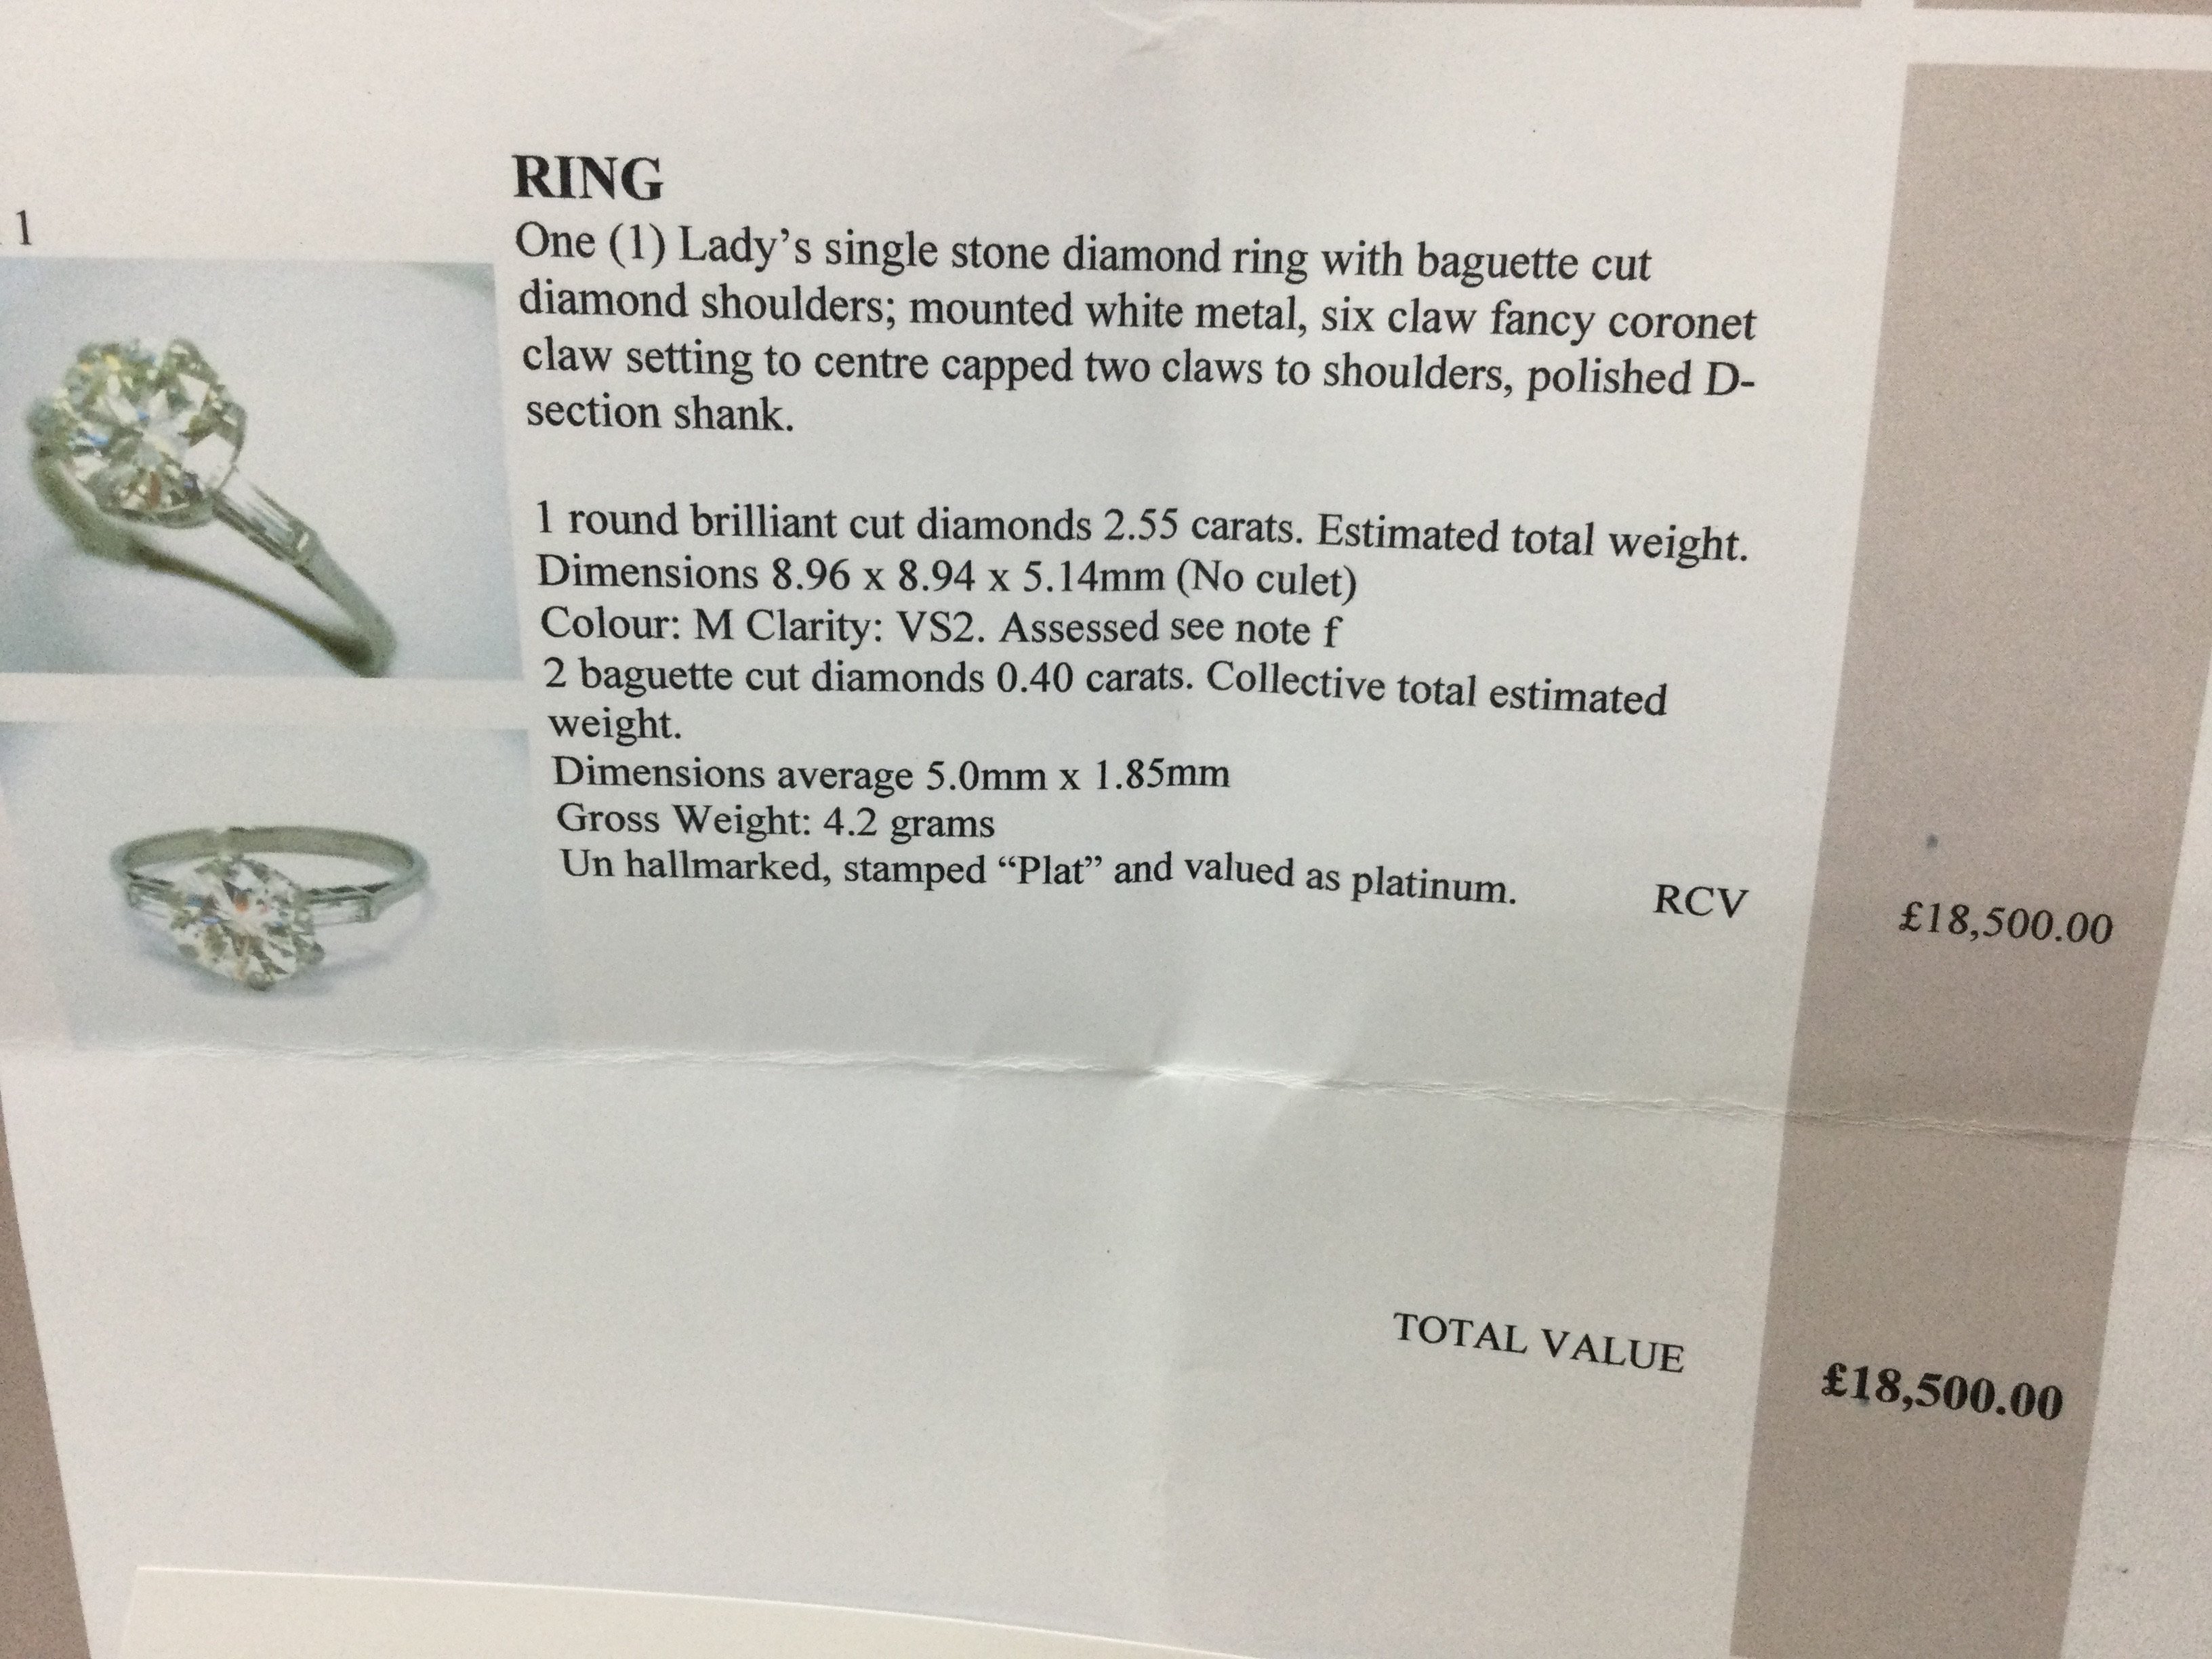 RING
1
One (1) Lady’s single stone diamond ring with baguette cut
diamond shoulders; mounted white metal, six claw fancy coronet
claw setting to centre capped two claws to shoulders, polished D-
section shank.
1 round brilliant cut diamonds 2.55 carats. Estimated total weight.
Dimensions 8.96 x 8.94 x 5.14mm (No culet)
Colour: M Clarity: VS2. Assessed see note f
2 baguette cut diamonds 0.40 carats. Collective total estimated
weight.
Dimensions average 5.0mm x 1.85mm
Gross Weight: 4.2 grams
Un hallmarked, stamped “Plat” and valued as platinum.
RCV £18,500.00
TOTAL VALUE £18,500.00